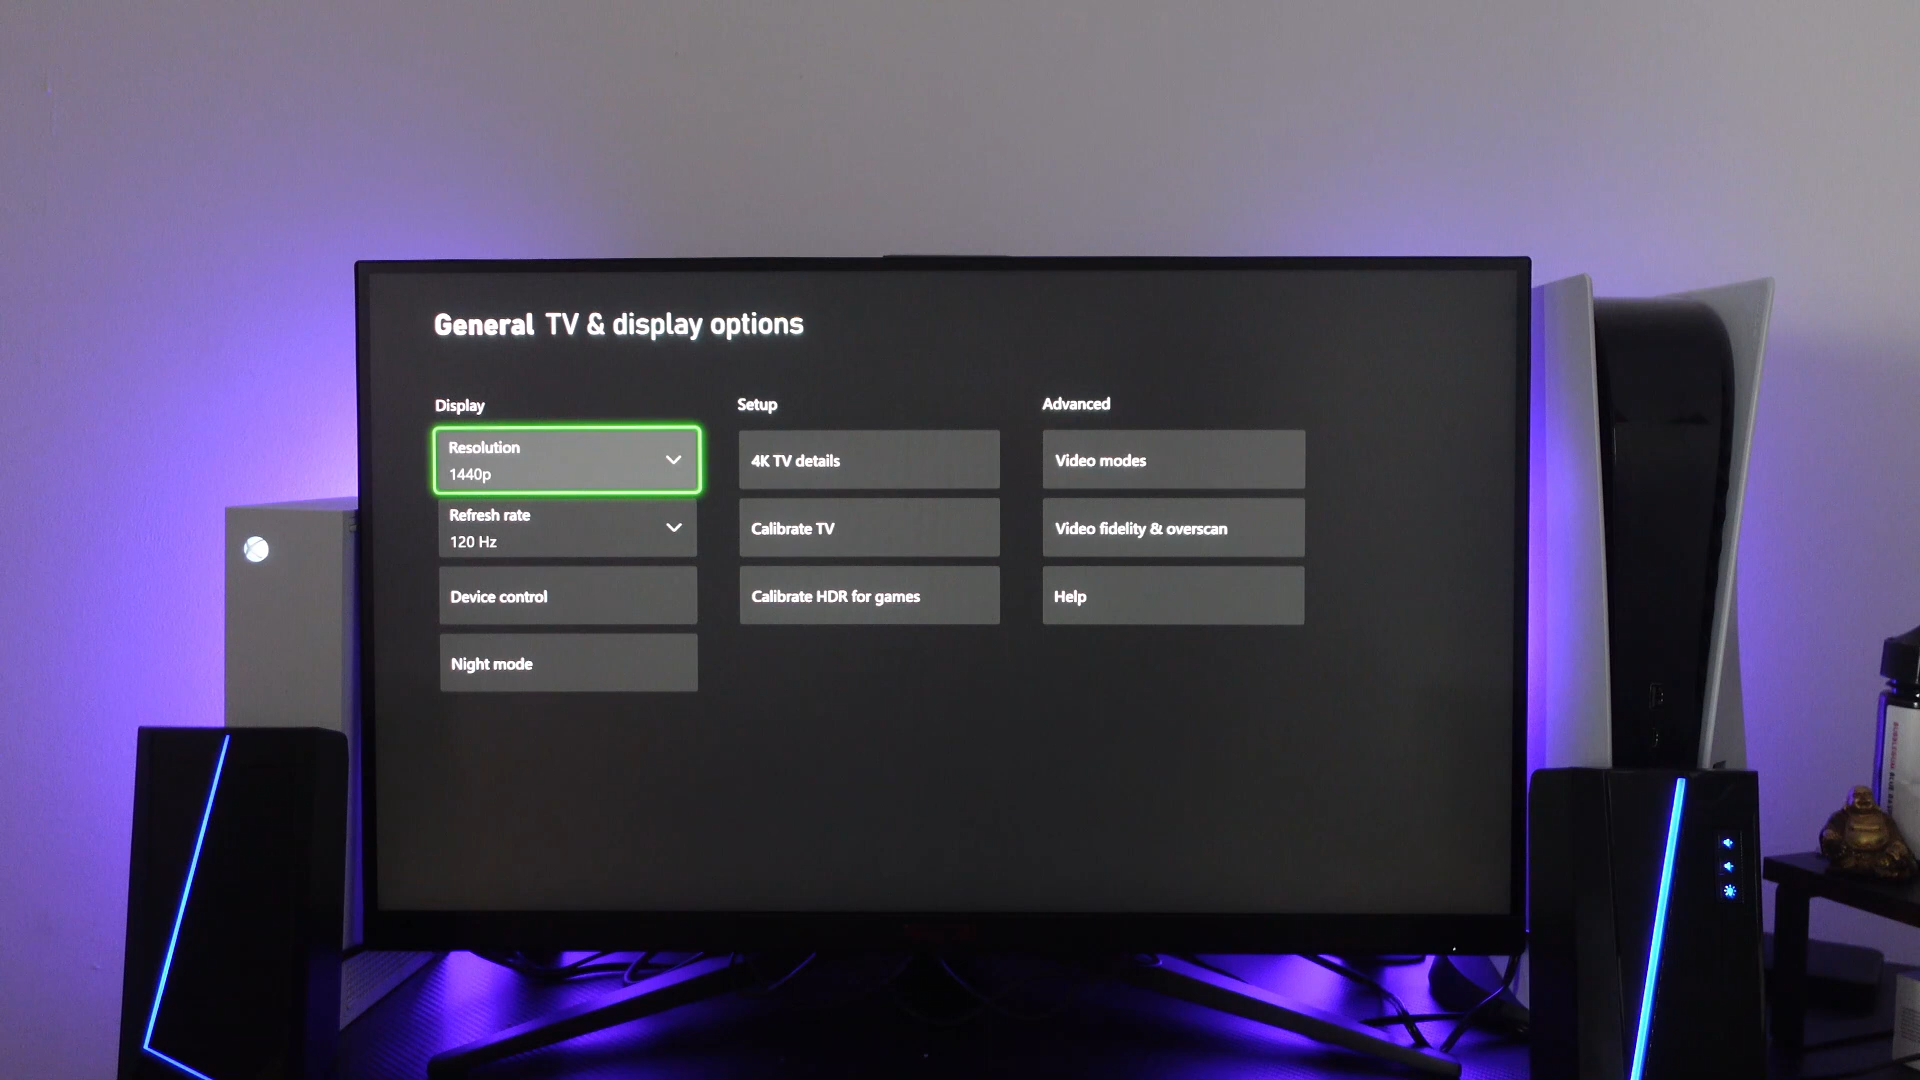 General TV & display options
Display
Resolution
1440p
Refresh rate
120 Hz
Device control
Night mode
Setup
4K TV details
Calibrate TV
Calibrate HDR for games
Advanced
Video modes
Video fidelity & overscan
Help